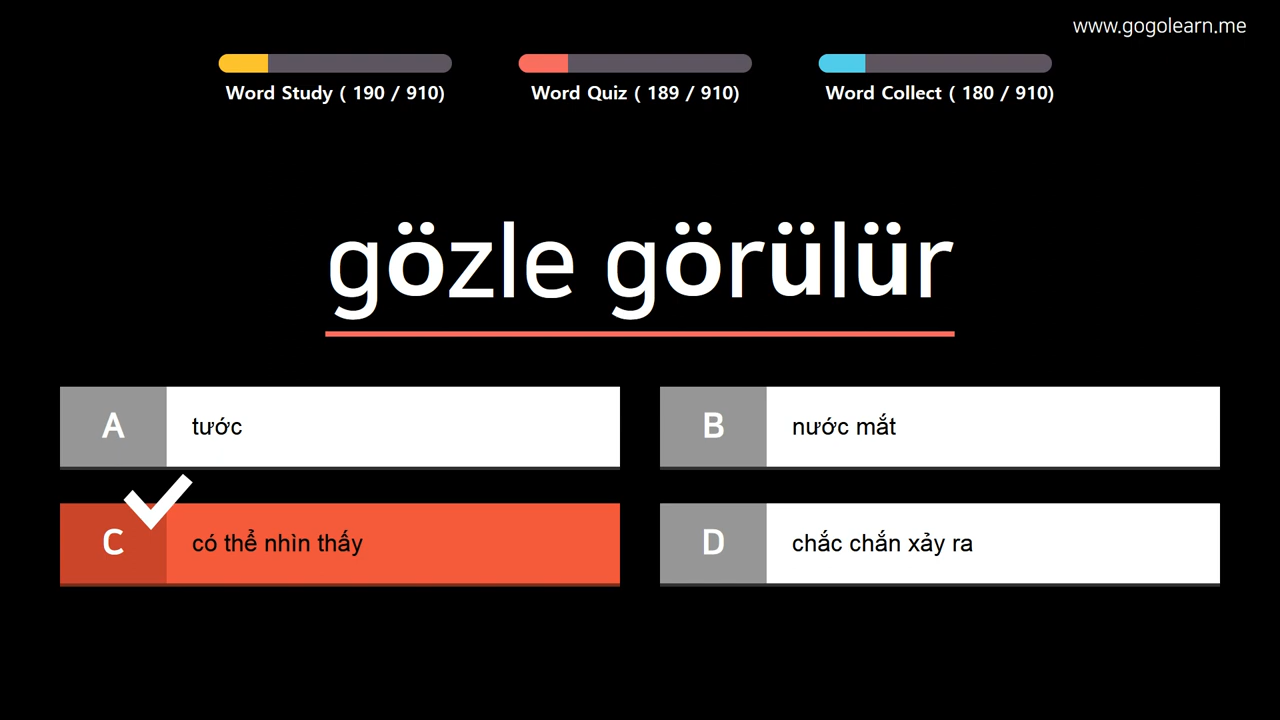 www.gogolearn.me
Word Study ( 190 / 910)
Word Quiz ( 189 / 910)
Word Collect ( 180 / 910)
gözle görülür
A
tước
B
nước mắt
C
có thể nhìn thấy
D
chắc chắn xảy ra